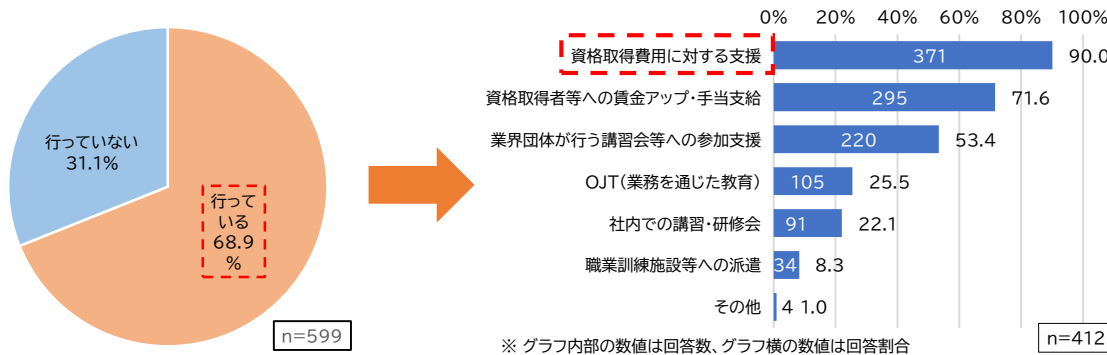 行っていない
31.1%
行って
いる
68.9
%
n=599
0% 20% 40% 60% 80% 100%
資格取得費用に対する支援 371 90.0
資格取得者等への賃金アップ・手当支給 295 71.6
業界団体が行う講習会等への参加支援 220 53.4
OJT(業務を通じた教育) 105 25.5
社内での講習・研修会 91 22.1
職業訓練施設等への派遣 34 8.3
その他 4 1.0
※ グラフ内部の数値は回答数、グラフ横の数値は回答割合
n=412